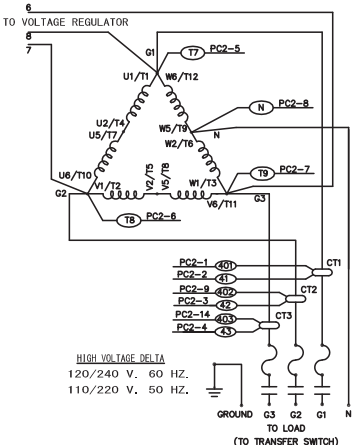 6
TO VOLTAGE REGULATOR
8
7
G1
T7 PC2-5
U1/T1 W6/T12
N PC2-8
U2/T4 W5/T9 N
U5/T7 W2/T6
T9 PC2-7
U6/T10 V2/T5 V5/T8 W1/T3
G2 V1/T2 V6/T11 G3
T8 PC2-6
PC2-1 401 CT1
PC2-2 41
PC2-9 402 CT2
PC2-3 42
PC2-14 403 CT3
PC2-4 43
HIGH VOLTAGE DELTA
120/240 V. 60 HZ.
110/220 V. 50 HZ.
GROUND G3 G2 G1 N
TO LOAD
(TO TRANSFER SWITCH)